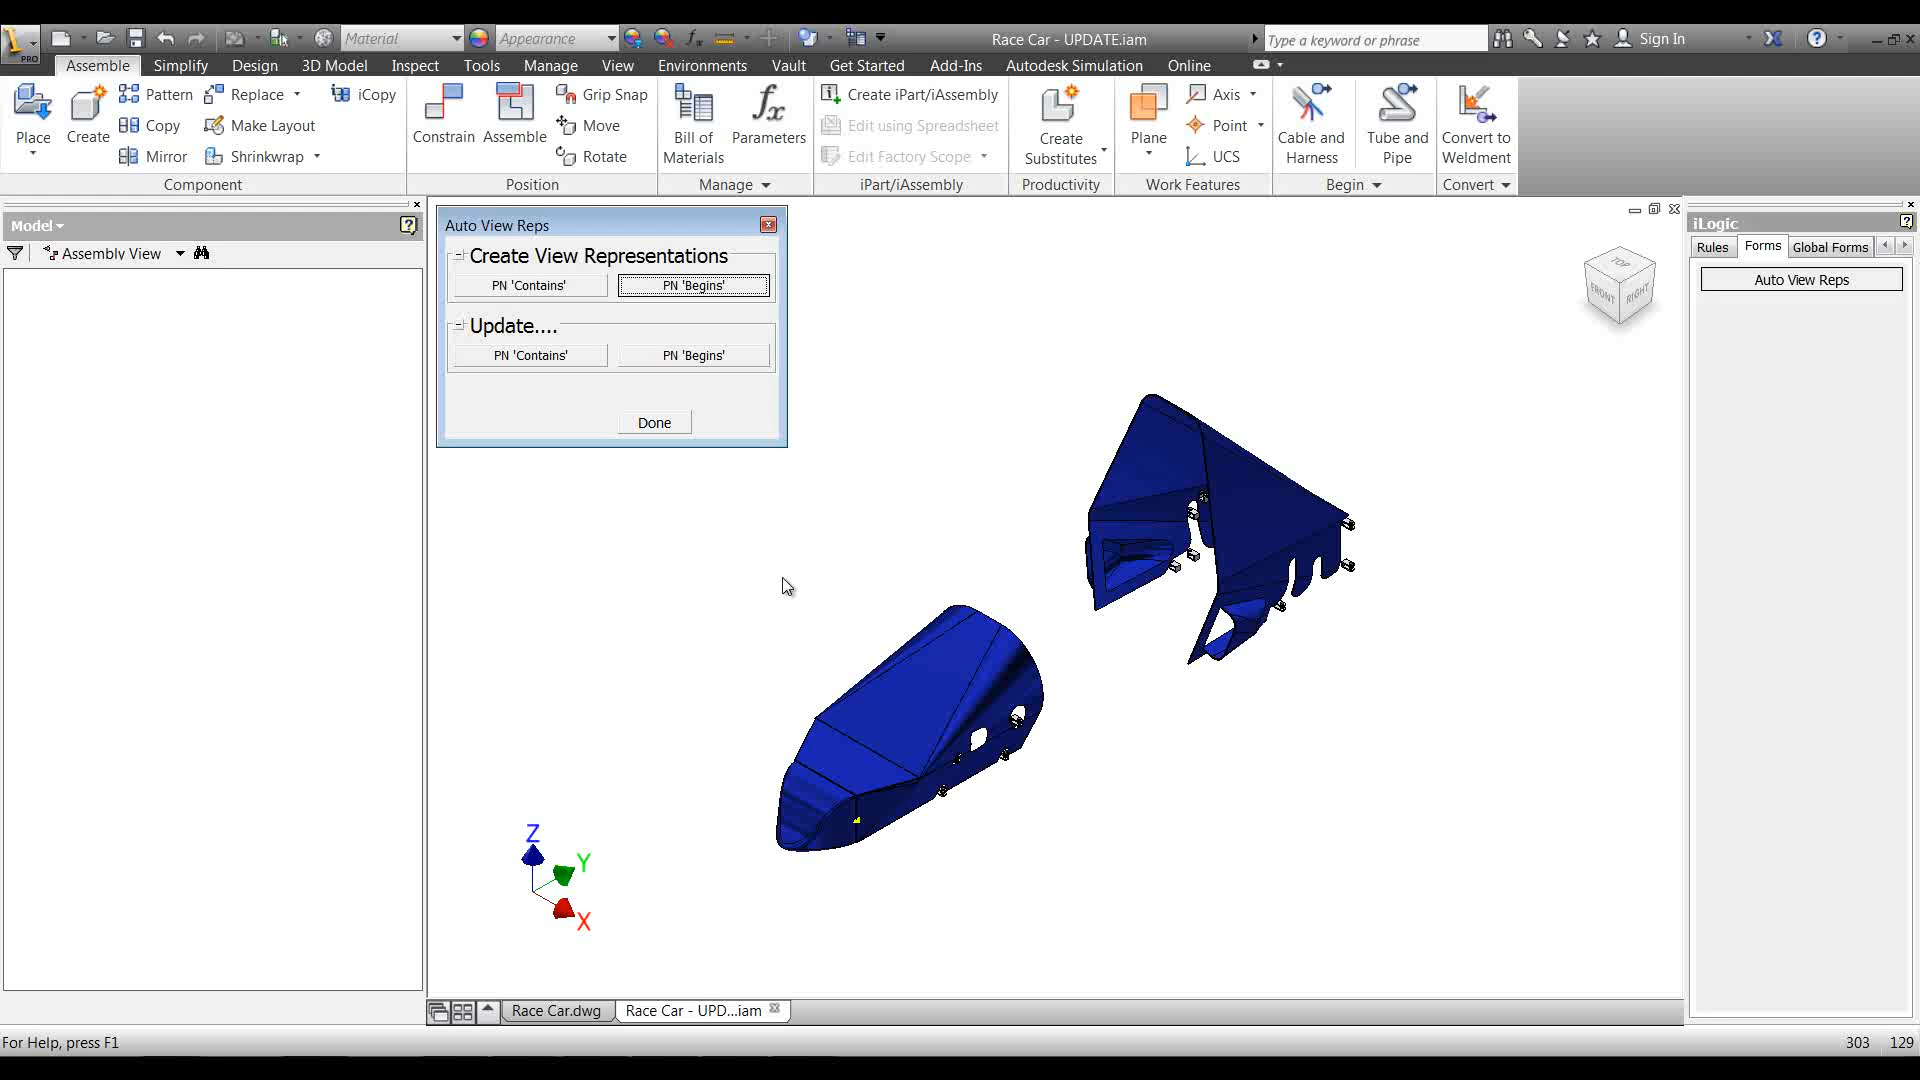 PRO
Material
Appearance
Race Car - UPDATE.iam
Type a keyword or phrase
Sign In
Assemble
Simplify
Design
3D Model
Inspect
Tools
Manage
View
Environments
Vault
Get Started
Add-Ins
Autodesk Simulation
Online
Place
Create
Pattern
Copy
Mirror
Replace
Make Layout
Shrinkwrap
iCopy
Component
Constrain
Assemble
Grip Snap
Move
Rotate
Position
Bill of
Materials
Parameters
Manage
Create iPart/iAssembly
Edit using Spreadsheet
Edit Factory Scope
iPart/iAssembly
Create
Substitutes
Productivity
Plane
Axis
Point
UCS
Work Features
Cable and
Harness
Tube and
Pipe
Begin
Convert to
Weldment
Convert
Model
Assembly View
Auto View Reps
Create View Representations
PN 'Contains'
PN 'Begins'
Update....
PN 'Contains'
PN 'Begins'
Done
TOP
FRONT
RIGHT
iLogic
Rules
Forms
Global Forms
Auto View Reps
Z
Y
X
Race Car.dwg
Race Car - UPD...iam
For Help, press F1
303
129